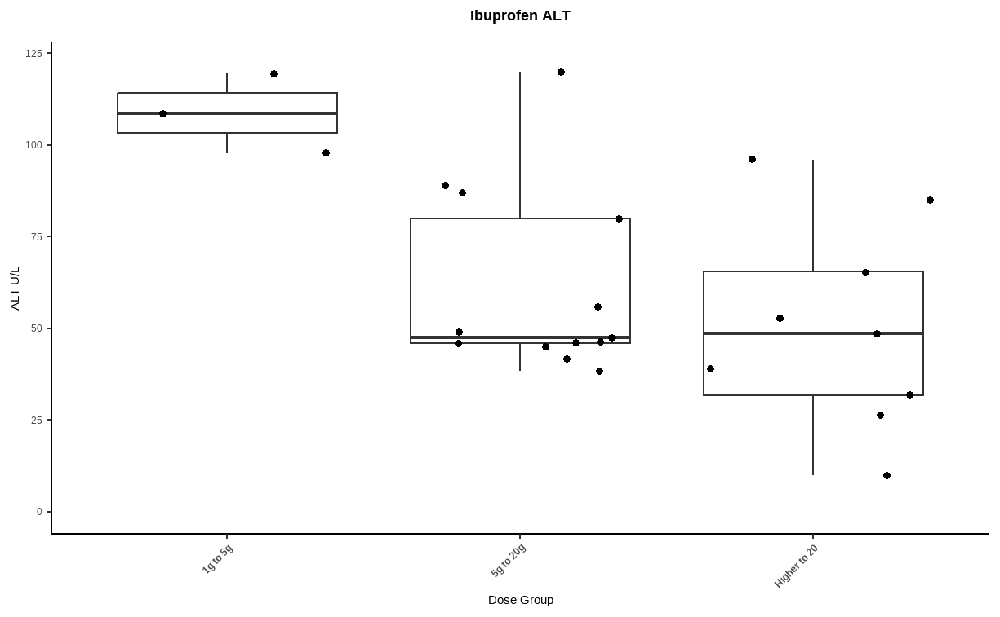 Ibuprofen ALT
125
100
75
50
25
0
ALT U/L
1g to 5g
5g to 20g
Higher to 20
Dose Group